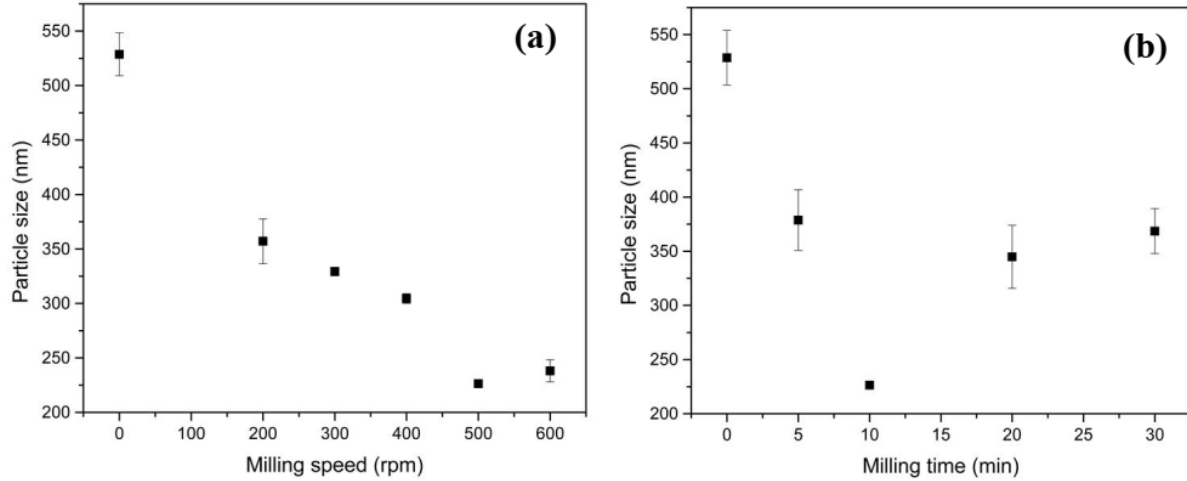 (a)
Particle size (nm)
550
500
450
400
350
300
250
200
0 100 200 300 400 500 600
Milling speed (rpm)
(b)
Particle size (nm)
550
500
450
400
350
300
250
200
0 5 10 15 20 25 30
Milling time (min)